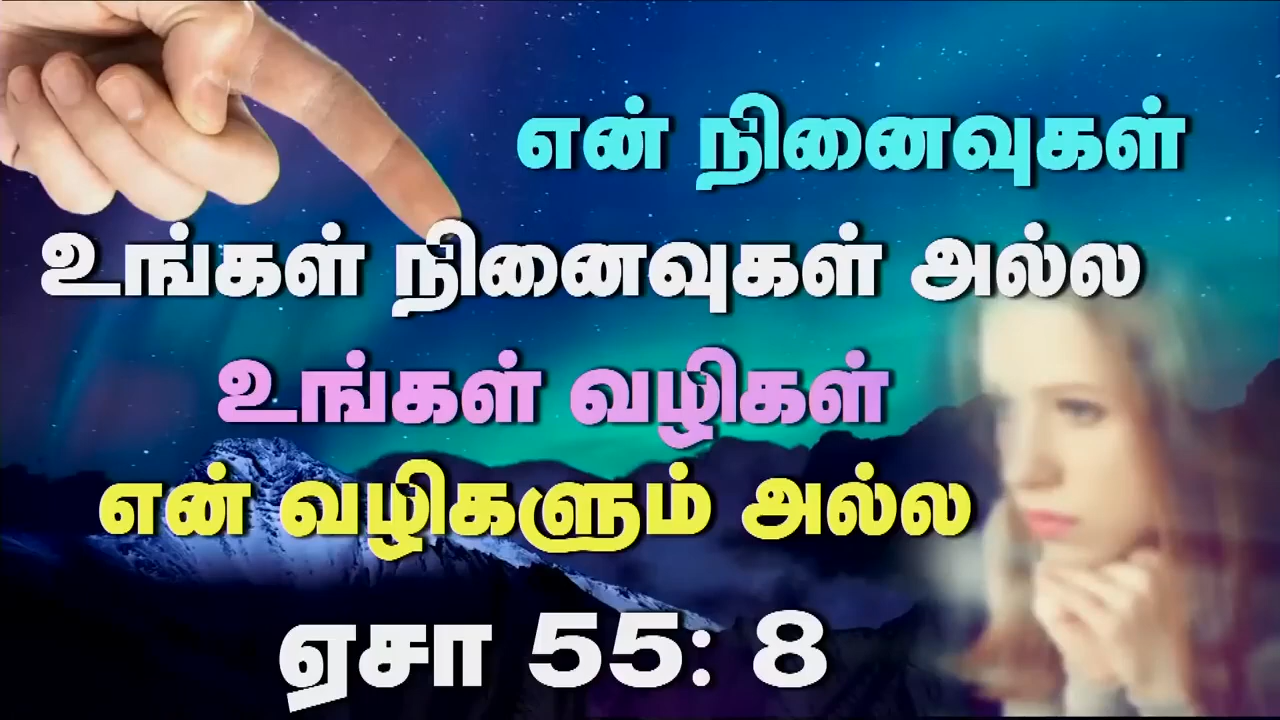 என் நினைவுகள்
உங்கள் நினைவுகள் அல்ல
உங்கள் வழிகள்
என் வழிகளும் அல்ல
ஏசா 55: 8